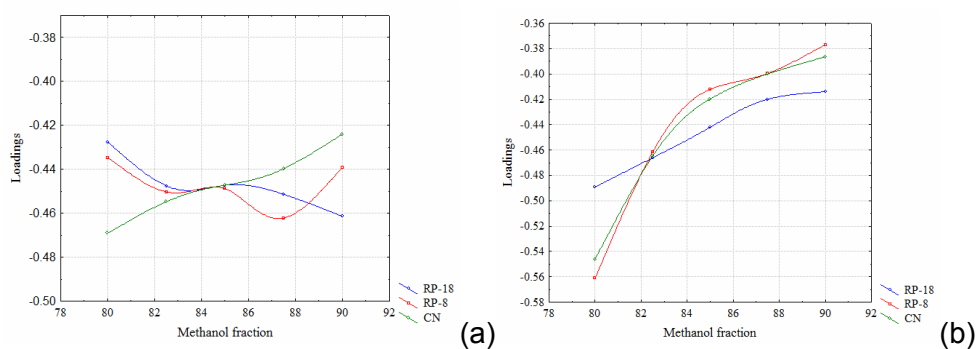 -0.38
-0.40
-0.42
-0.44
-0.46
-0.48
-0.50
Loadings
78 80 82 84 86 88 90 92
Methanol fraction
RP-18
RP-8
CN
(a)
-0.36
-0.38
-0.40
-0.42
-0.44
-0.46
-0.48
-0.50
-0.52
-0.54
-0.56
-0.58
Loadings
78 80 82 84 86 88 90 92
Methanol fraction
RP-18
RP-8
CN
(b)